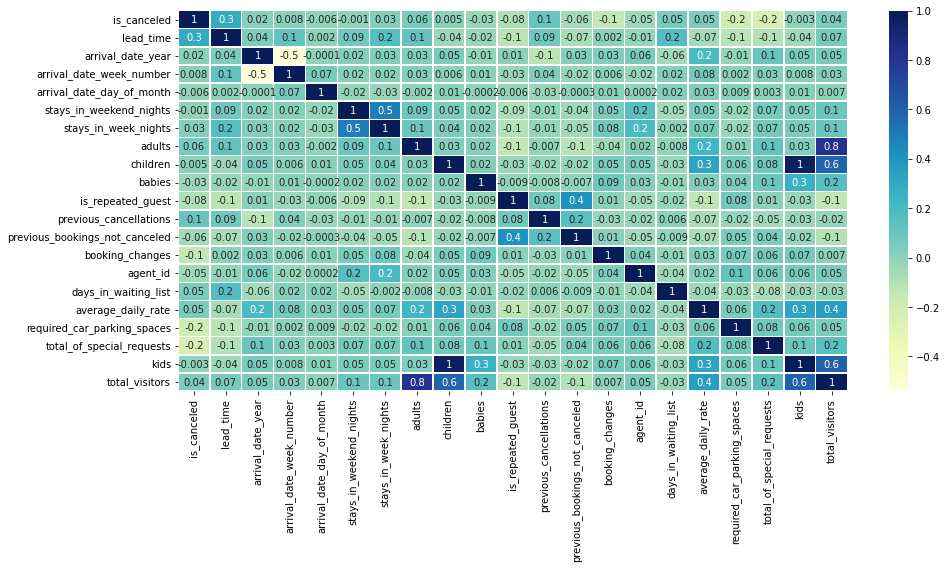 is_canceled 1 0.3 0.02 0.008 -0.006 -0.001 0.03 0.06 0.005 -0.03 -0.08 0.1 -0.06 -0.1 -0.05 0.05 0.05 -0.2 -0.2 -0.003 0.04
lead_time 0.3 1 0.04 0.1 0.002 0.09 0.2 0.1 -0.04 -0.02 -0.1 0.09 -0.07 0.002 -0.01 0.2 -0.07 -0.1 -0.1 -0.04 0.07
arrival_date_year 0.02 0.04 1 -0.5 -0.0001 0.02 0.03 0.03 0.05 -0.01 0.01 -0.1 0.03 0.03 0.06 -0.06 0.2 -0.01 0.1 0.05 0.05
arrival_date_week_number 0.008 0.1 -0.5 1 0.07 0.02 0.02 0.03 0.006 0.01 -0.03 0.04 -0.02 0.006 -0.02 0.02 0.08 0.002 0.03 0.008 0.03
arrival_date_day_of_month -0.006 0.002 -0.0001 0.07 1 -0.02 -0.03 -0.002 0.01 -0.0002 -0.006 -0.03 -0.0003 0.01 0.0002 0.02 0.03 0.009 0.003 0.01 0.007
stays_in_weekend_nights -0.001 0.09 0.02 0.02 -0.02 1 0.5 0.09 0.05 0.02 -0.09 -0.01 -0.04 0.05 0.2 -0.05 0.05 -0.02 0.07 0.05 0.1
stays_in_week_nights 0.03 0.2 0.03 0.02 -0.03 0.5 1 0.1 0.04 0.02 -0.1 -0.01 -0.05 0.08 0.2 -0.002 0.07 -0.02 0.07 0.05 0.1
adults 0.06 0.1 0.03 0.03 -0.002 0.09 0.1 1 0.03 0.02 -0.1 -0.007 -0.1 -0.04 0.02 -0.008 0.2 0.01 0.1 0.03 0.8
children 0.005 -0.04 0.05 0.006 0.01 0.05 0.04 0.03 1 0.02 -0.03 -0.02 -0.02 0.05 0.05 -0.03 0.3 0.06 0.08 1 0.6
babies -0.03 -0.02 -0.01 0.01 -0.0002 0.02 0.02 0.02 0.02 1 -0.009 -0.008 -0.007 0.09 0.03 -0.01 0.03 0.04 0.1 0.3 0.2
is_repeated_guest -0.08 -0.1 0.01 -0.03 -0.006 -0.09 -0.1 -0.1 -0.03 -0.009 1 0.08 0.4 0.01 -0.05 -0.02 -0.1 0.08 0.01 -0.03 -0.1
previous_cancellations 0.1 0.09 -0.1 0.04 -0.03 -0.01 -0.01 -0.007 -0.02 -0.008 0.08 1 0.2 -0.03 -0.02 0.006 -0.07 -0.02 -0.05 -0.03 -0.02
previous_bookings_not_canceled -0.06 -0.07 0.03 -0.02 -0.0003 -0.04 -0.05 -0.1 -0.02 -0.007 0.4 0.2 1 0.01 -0.05 -0.009 -0.07 0.05 0.04 -0.02 -0.1
booking_changes -0.1 0.002 0.03 0.006 0.01 0.05 0.08 -0.04 0.05 0.09 0.01 -0.03 0.01 1 0.04 -0.01 0.03 0.07 0.06 0.07 0.007
agent_id -0.05 -0.01 0.06 -0.02 0.0002 0.2 0.2 0.02 0.05 0.03 -0.05 -0.02 -0.05 0.04 1 -0.04 0.02 0.1 0.06 0.06 0.05
days_in_waiting_list 0.05 0.2 -0.06 0.02 0.02 -0.05 -0.002 -0.008 -0.03 -0.01 -0.02 0.006 -0.009 -0.01 -0.04 1 -0.04 -0.03 -0.08 -0.03 -0.03
average_daily_rate 0.05 -0.07 0.2 0.08 0.03 0.05 0.07 0.2 0.3 0.03 -0.1 -0.07 -0.07 0.03 0.02 -0.04 1 0.06 0.2 0.3 0.4
required_car_parking_spaces -0.2 -0.1 -0.01 0.002 0.009 -0.02 -0.02 0.01 0.06 0.04 0.08 -0.02 0.05 0.07 0.1 -0.03 0.06 1 0.08 0.06 0.05
total_of_special_requests -0.2 -0.1 0.1 0.03 0.003 0.07 0.07 0.1 0.08 0.1 0.01 -0.05 0.04 0.06 0.06 -0.08 0.2 0.08 1 0.1 0.2
kids -0.003 -0.04 0.05 0.008 0.01 0.05 0.05 0.03 1 0.3 -0.03 -0.03 -0.02 0.07 0.06 -0.03 0.3 0.06 0.1 1 0.6
total_visitors 0.04 0.07 0.05 0.03 0.007 0.1 0.1 0.8 0.6 0.2 -0.1 -0.02 -0.1 0.007 0.05 -0.03 0.4 0.05 0.2 0.6 1
is_canceled
lead_time
arrival_date_year
arrival_date_week_number
arrival_date_day_of_month
stays_in_weekend_nights
stays_in_week_nights
adults
children
babies
is_repeated_guest
previous_cancellations
previous_bookings_not_canceled
booking_changes
agent_id
days_in_waiting_list
average_daily_rate
required_car_parking_spaces
total_of_special_requests
kids
total_visitors
1.0
0.8
0.6
0.4
0.2
0.0
-0.2
-0.4